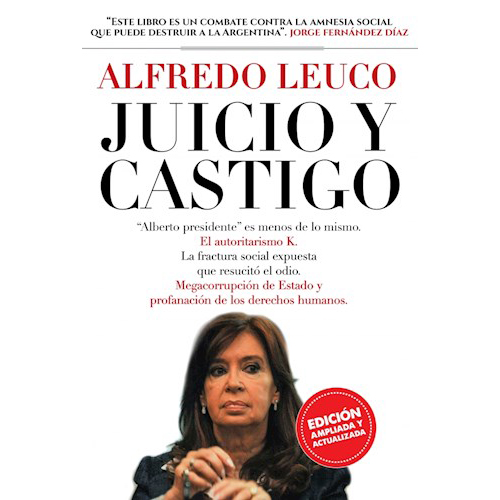 “ESTE LIBRO ES UN COMBATE CONTRA LA AMNESIA SOCIAL
QUE PUEDE DESTRUIR A LA ARGENTINA”. JORGE FERNÁNDEZ DÍAZ
ALFREDO LEUCO
JUICIO Y
CASTIGO
“Alberto presidente” es menos de lo mismo.
El autoritarismo K.
La fractura social expuesta
que resucitó el odio.
Megacorrupción de Estado y
profanación de los derechos humanos.
EDICIÓN
AMPLIADA Y
ACTUALIZADA